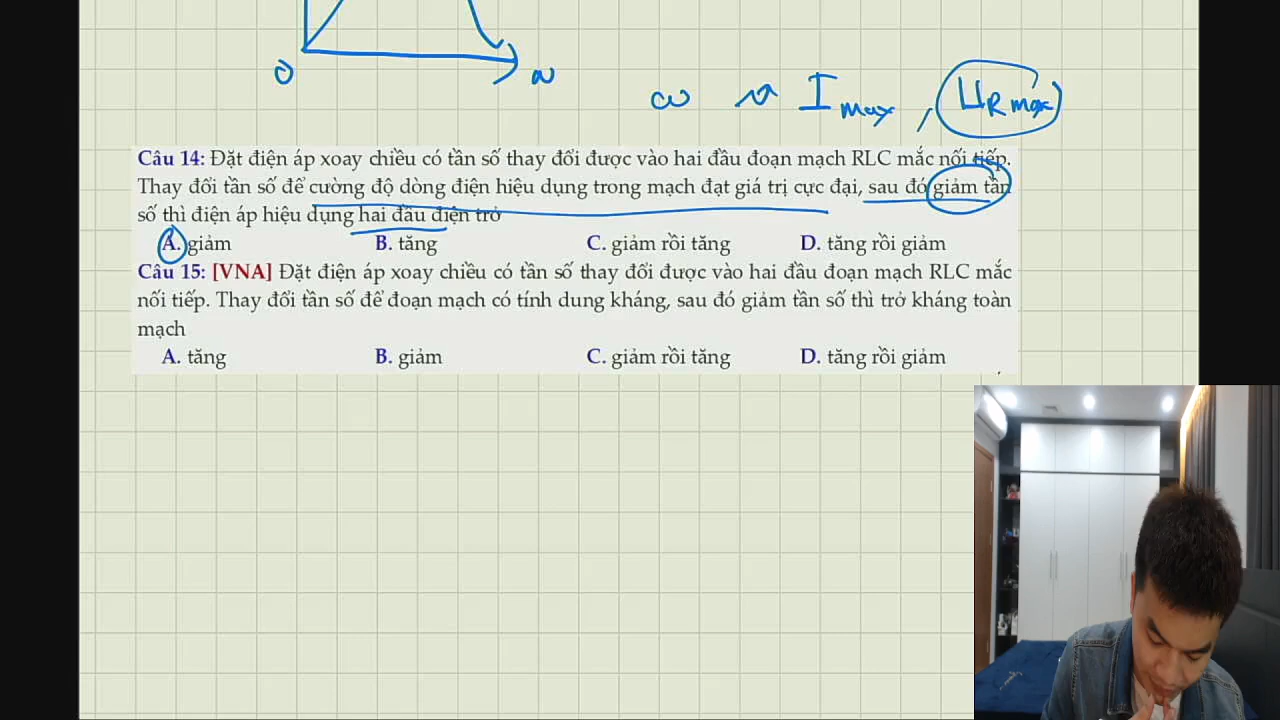 0
ω
ω ~ I max , U R max
Câu 14: Đặt điện áp xoay chiều có tần số thay đổi được vào hai đầu đoạn mạch RLC mắc nối tiếp.
Thay đổi tần số để cường độ dòng điện hiệu dụng trong mạch đạt giá trị cực đại, sau đó giảm tần
số thì điện áp hiệu dụng hai đầu điện trở
A. giảm B. tăng C. giảm rồi tăng D. tăng rồi giảm
Câu 15: [VNA] Đặt điện áp xoay chiều có tần số thay đổi được vào hai đầu đoạn mạch RLC mắc
nối tiếp. Thay đổi tần số để đoạn mạch có tính dung kháng, sau đó giảm tần số thì trở kháng toàn
mạch
A. tăng B. giảm C. giảm rồi tăng D. tăng rồi giảm